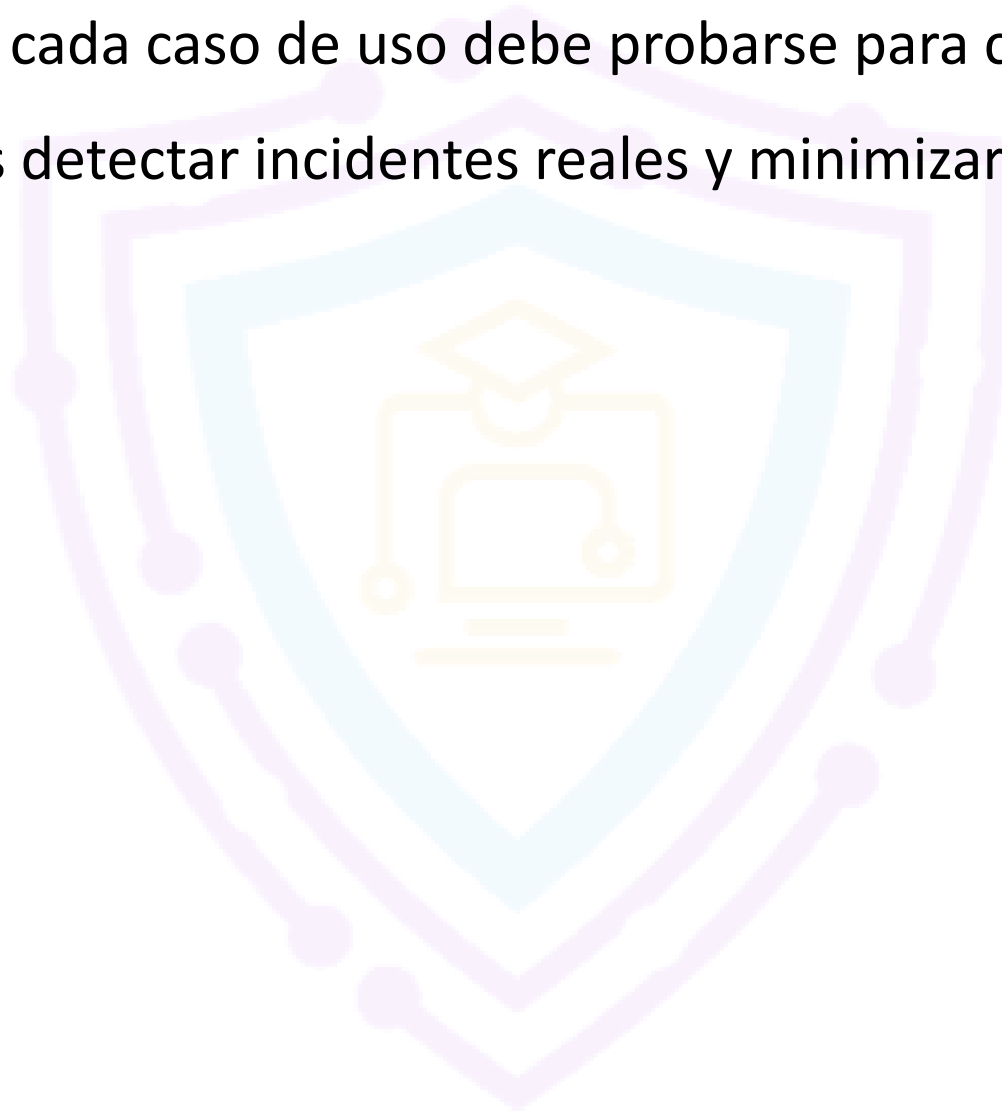 cada caso de uso debe probarse para
detectar incidentes reales y minimizar